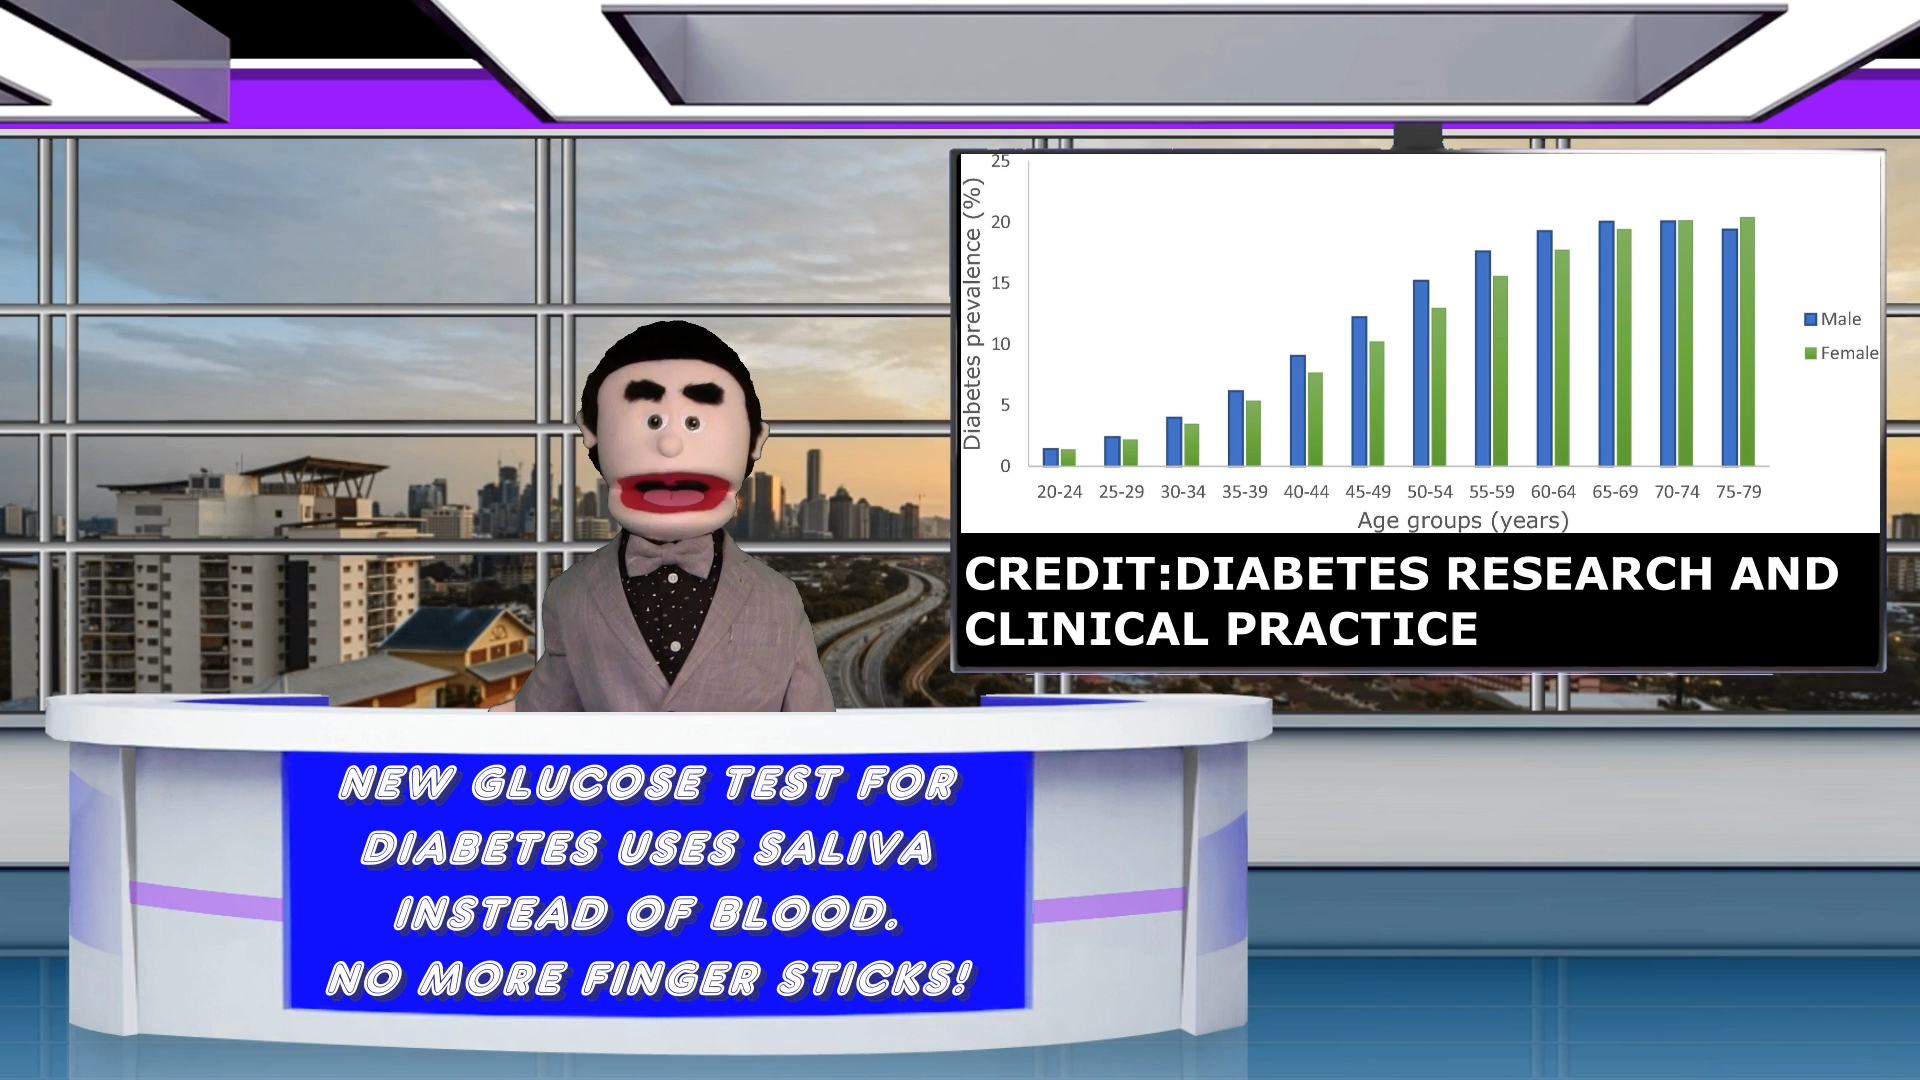 25
20
15
10
5
0
Diabetes prevalence (%)
20-24 25-29 30-34 35-39 40-44 45-49 50-54 55-59 60-64 65-69 70-74 75-79
Age groups (years)
Male
Female
CREDIT:DIABETES RESEARCH AND
CLINICAL PRACTICE
NEW GLUCOSE TEST FOR
DIABETES USES SALIVA
INSTEAD OF BLOOD.
NO MORE FINGER STICKS!